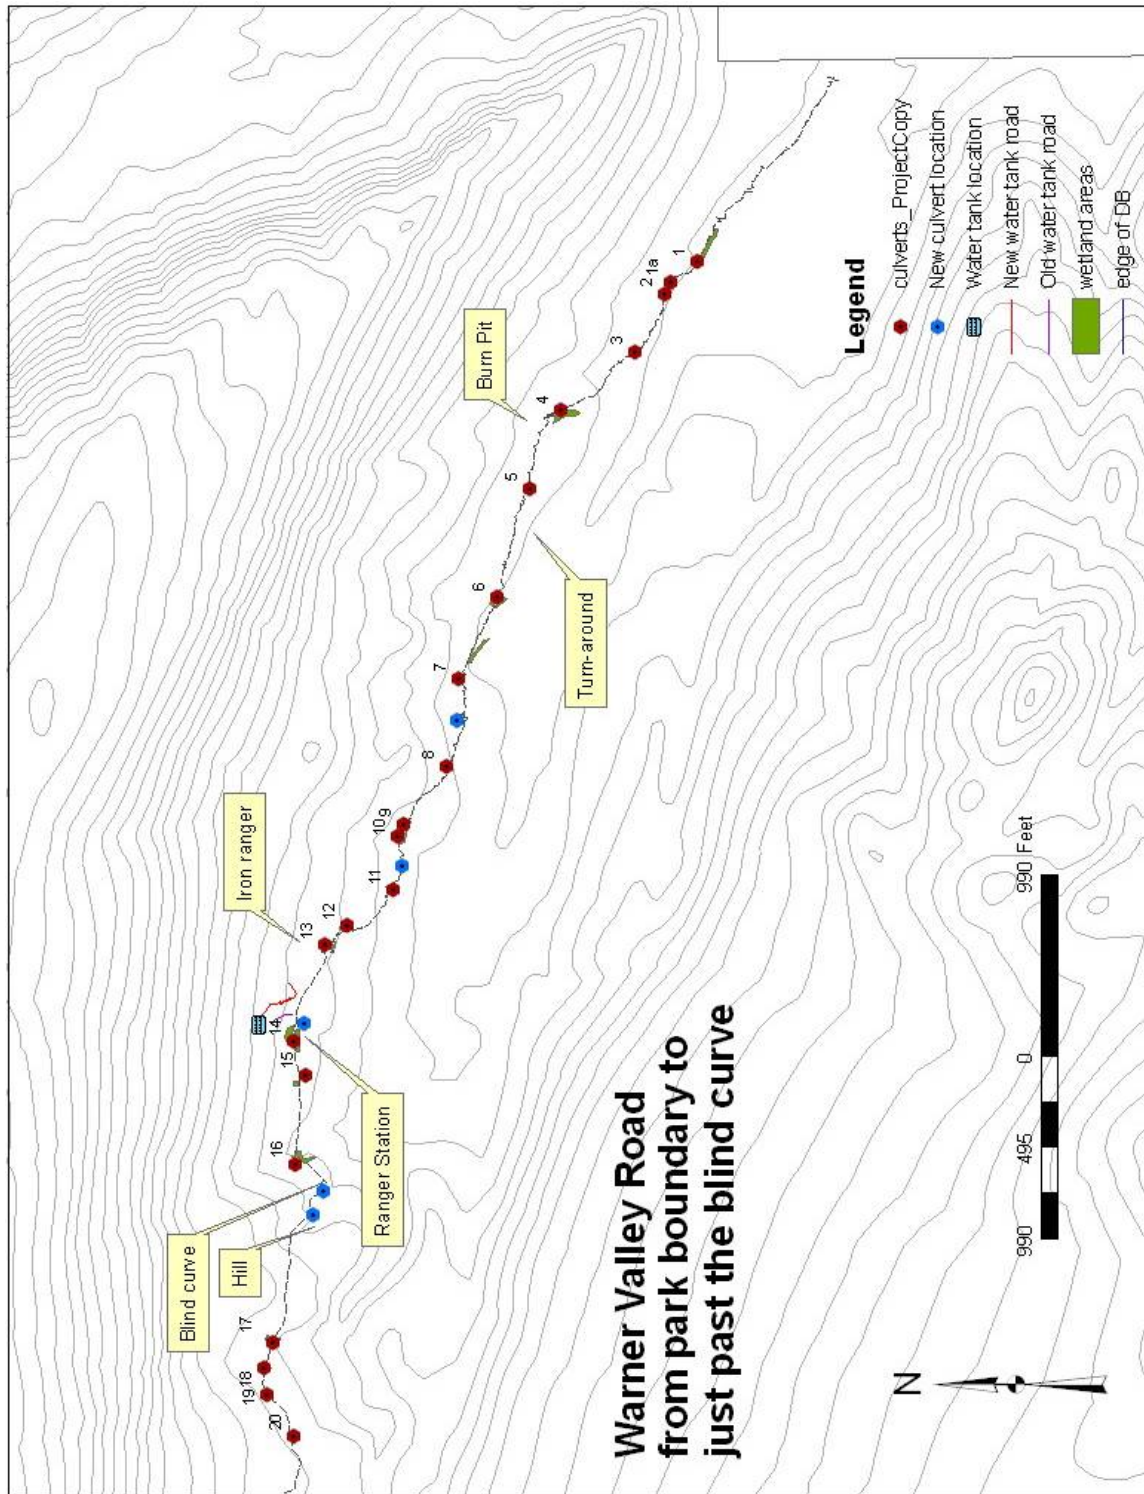 Blind curve
Hill
Iron ranger
Burn Pit
Ranger Station
Turn-around
20
19
18
17
16
15
14
13
12
11
10
9
8
7
6
5
4
3
2
1a
1
Warner Valley Road
from park boundary to
just past the blind curve
N
990 495 0 990 Feet
Legend
culverts_ProjectCopy
New culvert location
Water tank location
New water tank road
Old water tank road
wetland areas
edge of DB